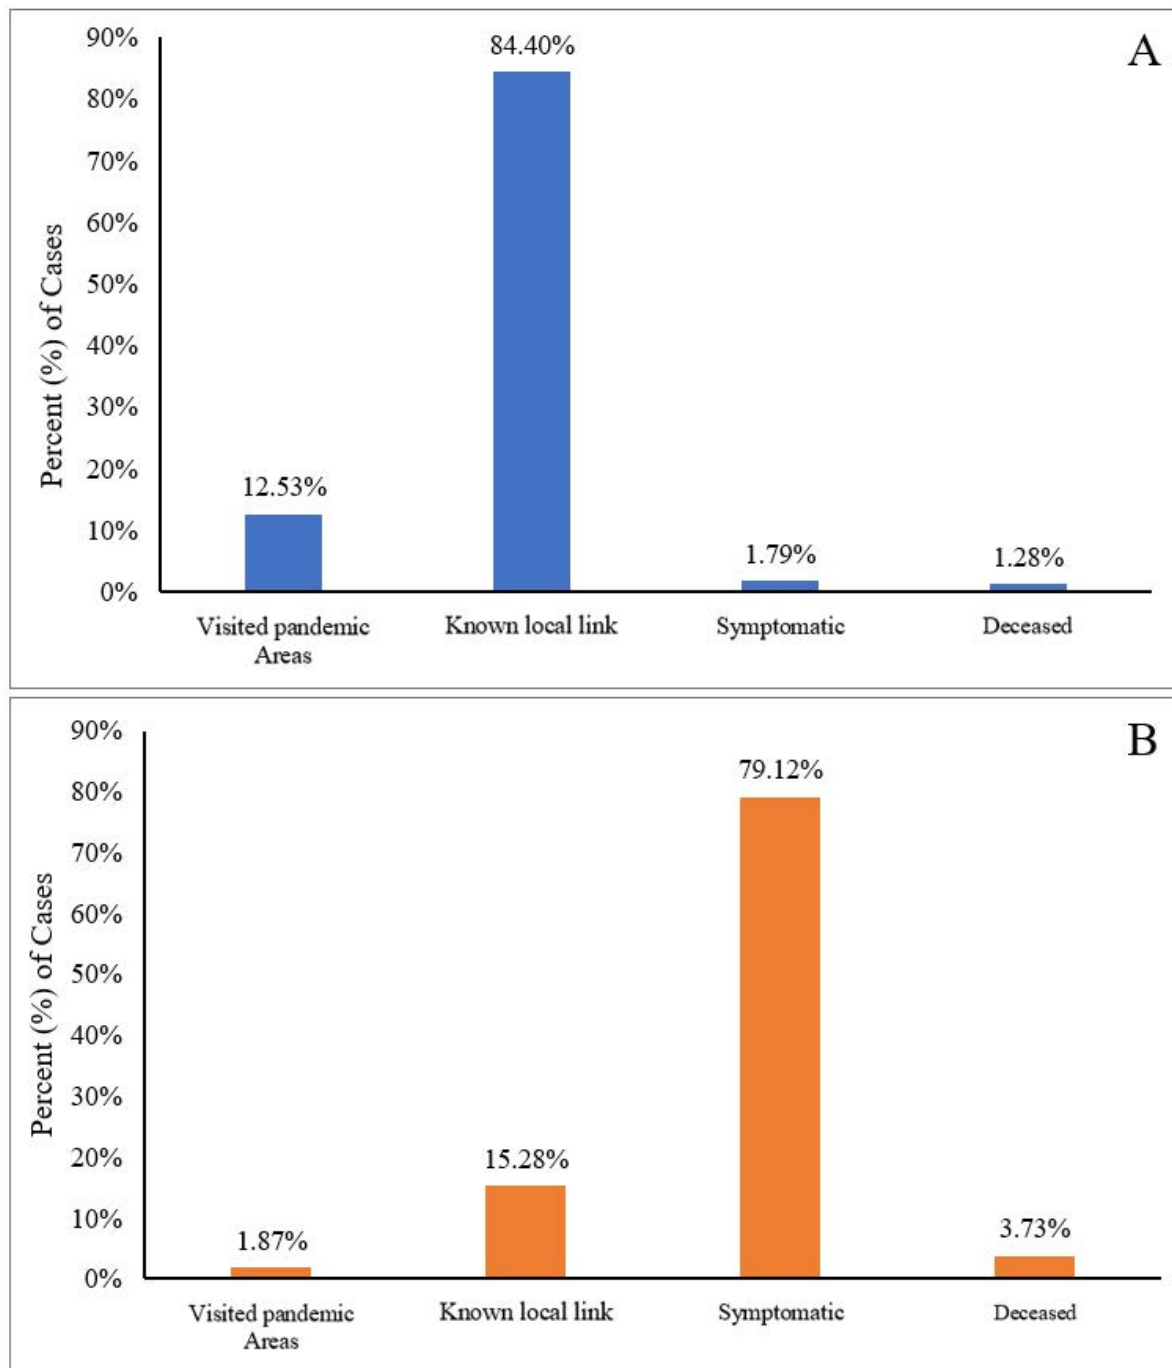 A
90%
84.40%
80%
70%
60%
50%
40%
30%
20%
12.53%
10%
1.79%
1.28%
0%
Percent (%) of Cases
Visited pandemic
Areas
Known local link
Symptomatic
Deceased
B
90%
80%
79.12%
70%
60%
50%
40%
30%
20%
15.28%
10%
1.87%
3.73%
0%
Percent (%) of Cases
Visited pandemic
Areas
Known local link
Symptomatic
Deceased